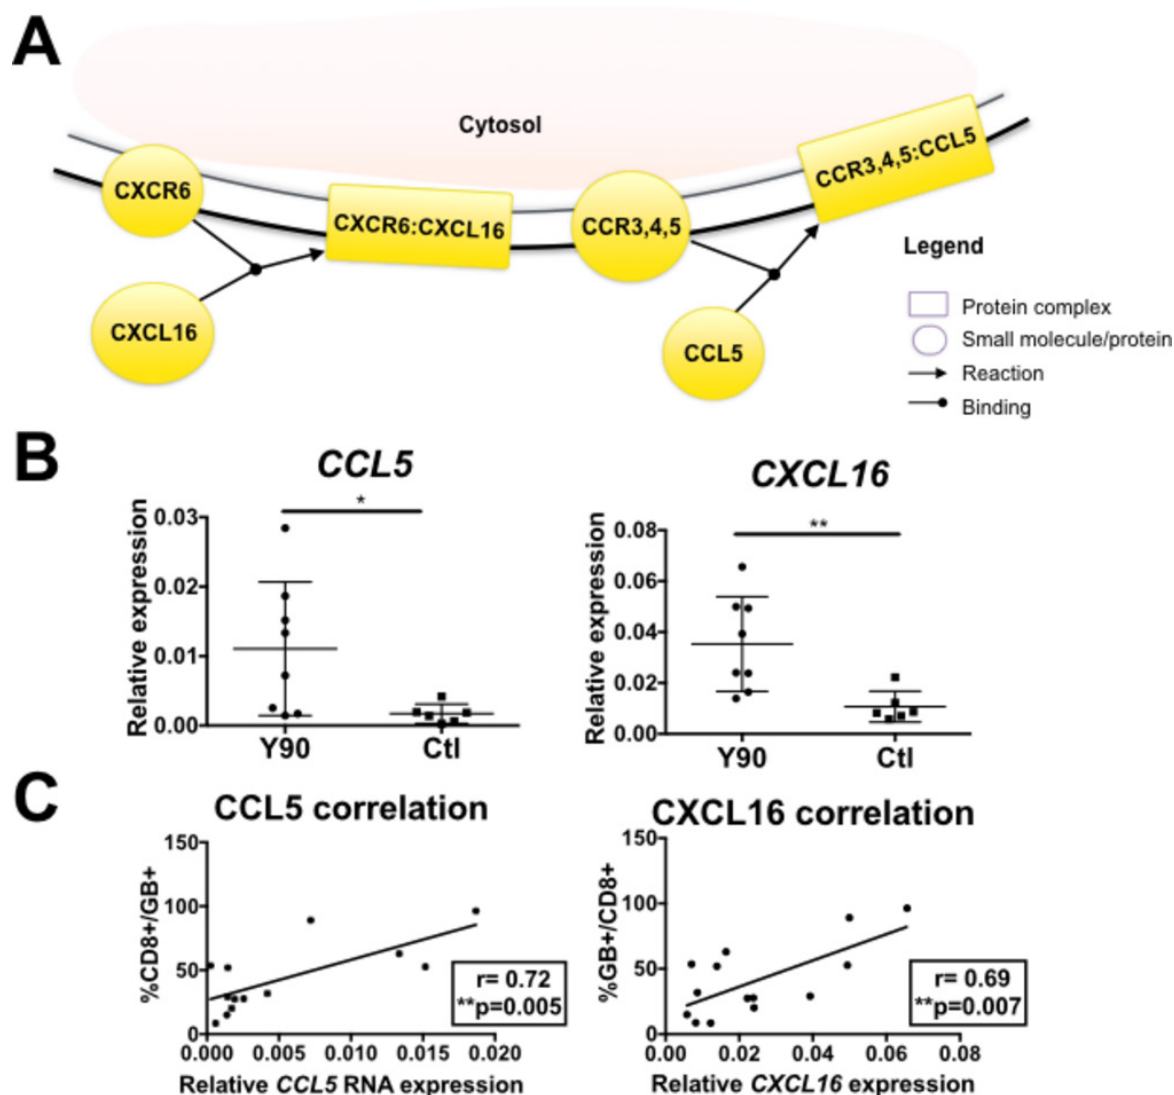 A
Cytosol
CXCR6
CXCR6:CXCL16
CCR3,4,5
CCR3,4,5:CCL5
CXCL16
CCL5
Legend
Protein complex
Small molecule/protein
Reaction
Binding
B
CCL5
*
Relative expression
0.03
0.02
0.01
0.00
Y90
Ctl
CXCL16
**
Relative expression
0.08
0.06
0.04
0.02
0.00
Y90
Ctl
C
CCL5 correlation
%CD8+/GB+
150
100
50
0
r= 0.72
**p=0.005
0.000
0.005
0.010
0.015
0.020
Relative CCL5 RNA expression
CXCL16 correlation
%GB+/CD8+
150
100
50
0
r= 0.69
**p=0.007
0.00
0.02
0.04
0.06
0.08
Relative CXCL16 expression